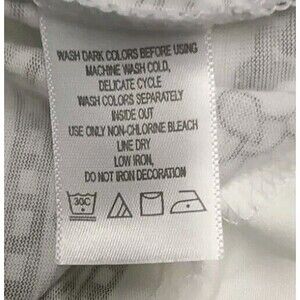 WASH DARK COLORS BEFORE USING
MACHINE WASH COLD,
DELICATE CYCLE
WASH COLORS SEPARATELY
INSIDE OUT
USE ONLY NON-CHLORINE BLEACH
LINE DRY
LOW IRON,
DO NOT IRON DECORATION
30C